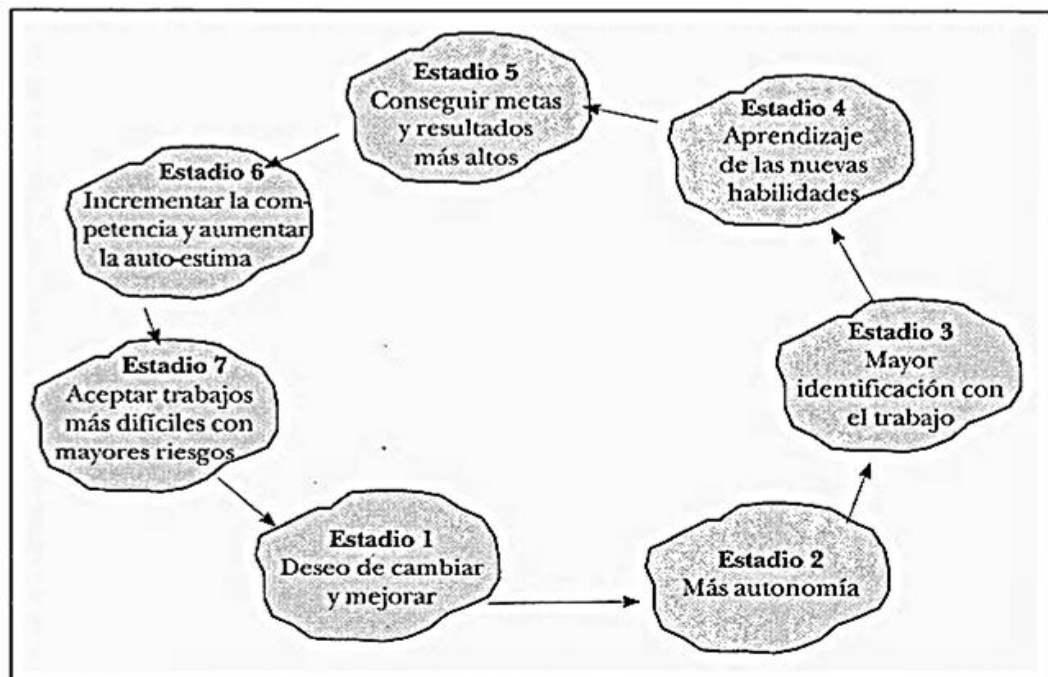 Estadio 5
Conseguir metas
y resultados
más altos
Estadio 4
Aprendizaje
de las nuevas
habilidades
Estadio 6
Incrementar la com-
petencia y aumentar
la auto-estima
Estadio 3
Mayor
identificación con
el trabajo
Estadio 7
Aceptar trabajos
más difíciles con
mayores riesgos
Estadio 1
Deseo de cambiar
y mejorar
Estadio 2
Más autonomía